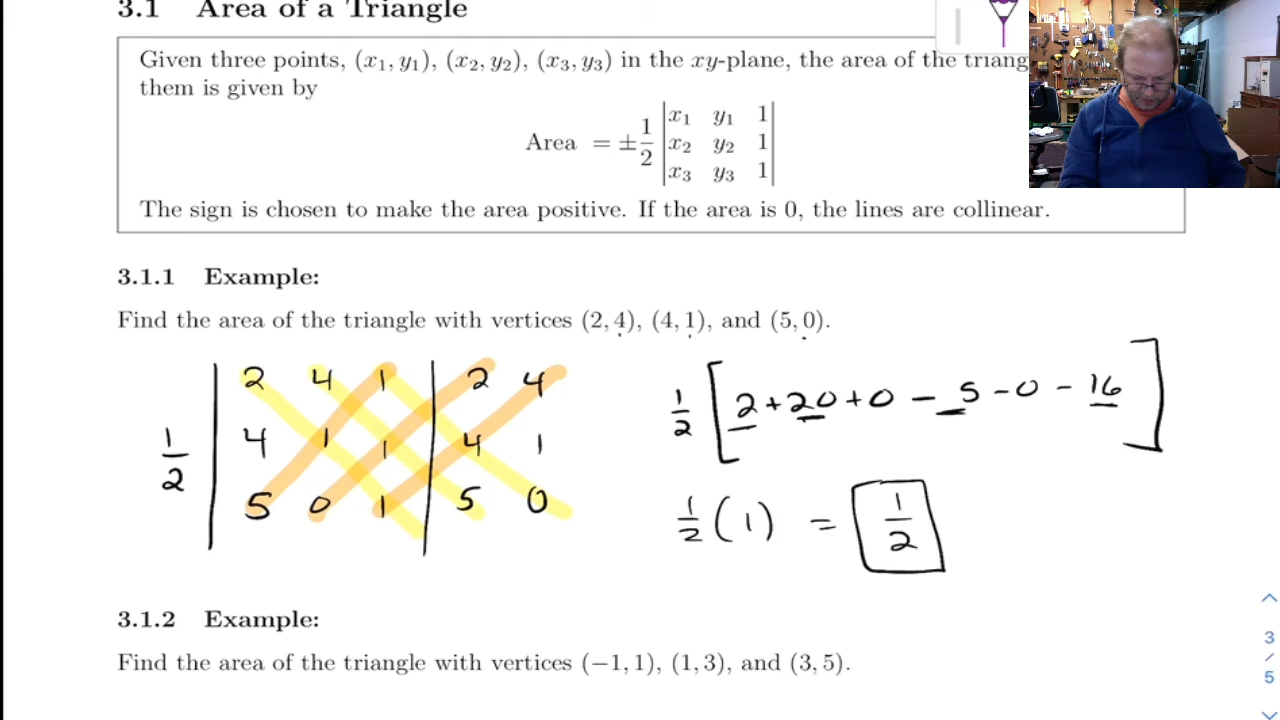 3.1 Area of a Triangle
Given three points, (x₁, y₁), (x₂, y₂), (x₃, y₃) in the xy-plane, the area of the
them is given by
Area = ±1/2 |x₁ y₁ 1|
|x₂ y₂ 1|
|x₃ y₃ 1|
The sign is chosen to make the area positive. If the area is 0, the lines are collinear.
3.1.1 Example:
Find the area of the triangle with vertices (2, 4), (4, 1), and (5, 0).
2 4 1 | 2 4
1/2 | 4 1 1 | 4 1
5 0 1 | 5 0
1/2 [2 + 20 + 0 - 5 - 0 - 16]
1/2 (1) = 1/2
3.1.2 Example:
Find the area of the triangle with vertices (−1, 1), (1, 3), and (3, 5).
3
/
5